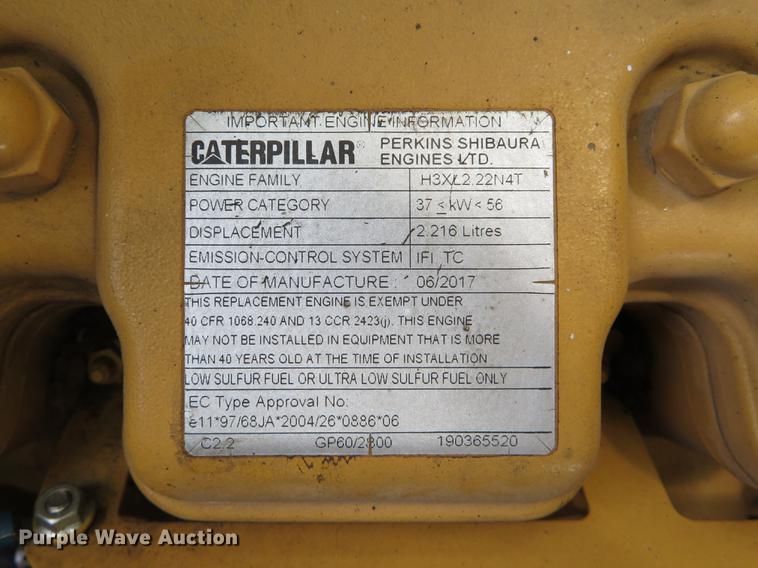 IMPORTANT ENGINE INFORMATION
CATERPILLAR® PERKINS SHIBAURA
ENGINES LTD.
ENGINE FAMILY H3XL2.22N4T
POWER CATEGORY 37 ≤ kW < 56
DISPLACEMENT 2.216 Litres
EMISSION-CONTROL SYSTEM IFI, TC
DATE OF MANUFACTURE : 06/2017
THIS REPLACEMENT ENGINE IS EXEMPT UNDER
40 CFR 1068.240 AND 13 CCR 2423(j). THIS ENGINE
MAY NOT BE INSTALLED IN EQUIPMENT THAT IS MORE
THAN 40 YEARS OLD AT THE TIME OF INSTALLATION
LOW SULFUR FUEL OR ULTRA LOW SULFUR FUEL ONLY
EC Type Approval No:
e11*97/68JA*2004/26*0886*06
C2.2 GP60/2800 190365520
Purple Wave Auction